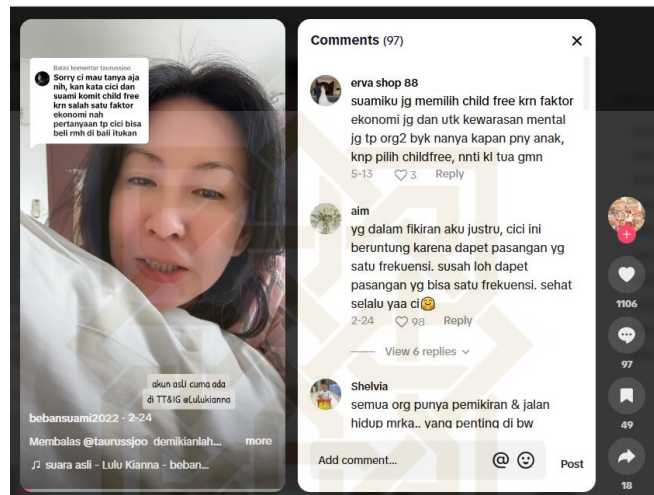 Balas komentar taurussjoo
Sorry ci mau tanya aja
nih, kan kata cici dan
suami komit child free
krn salah satu faktor
ekonomi nah
pertanyaan tp cici bisa
beli rmh di bali itukan
akun asli cuma ada
di TT&IG @Lulukianna
bebansuami2022 · 2-24
Membalas @taurussjoo demikianlah... more
♫ suara asli - Lulu Kianna - beban...
Comments (97)
erva shop 88
suamiku jg memilih child free krn faktor
ekonomi jg dan utk kewarasan mental
jg tp org2 byk nanya kapan pny anak,
knp pilih childfree, nnti kl tua gmn
5-13 3 Reply
aim
yg dalam fikiran aku justru, cici ini
beruntung karena dapet pasangan yg
satu frekuensi. susah loh dapet
pasangan yg bisa satu frekuensi. sehat
selalu yaa ci🤗
2-24 98 Reply
View 6 replies
Shelvia
semua org punya pemikiran & jalan
hidup mrka.. yang penting di bw
Add comment... @ Post
1106
97
49
18